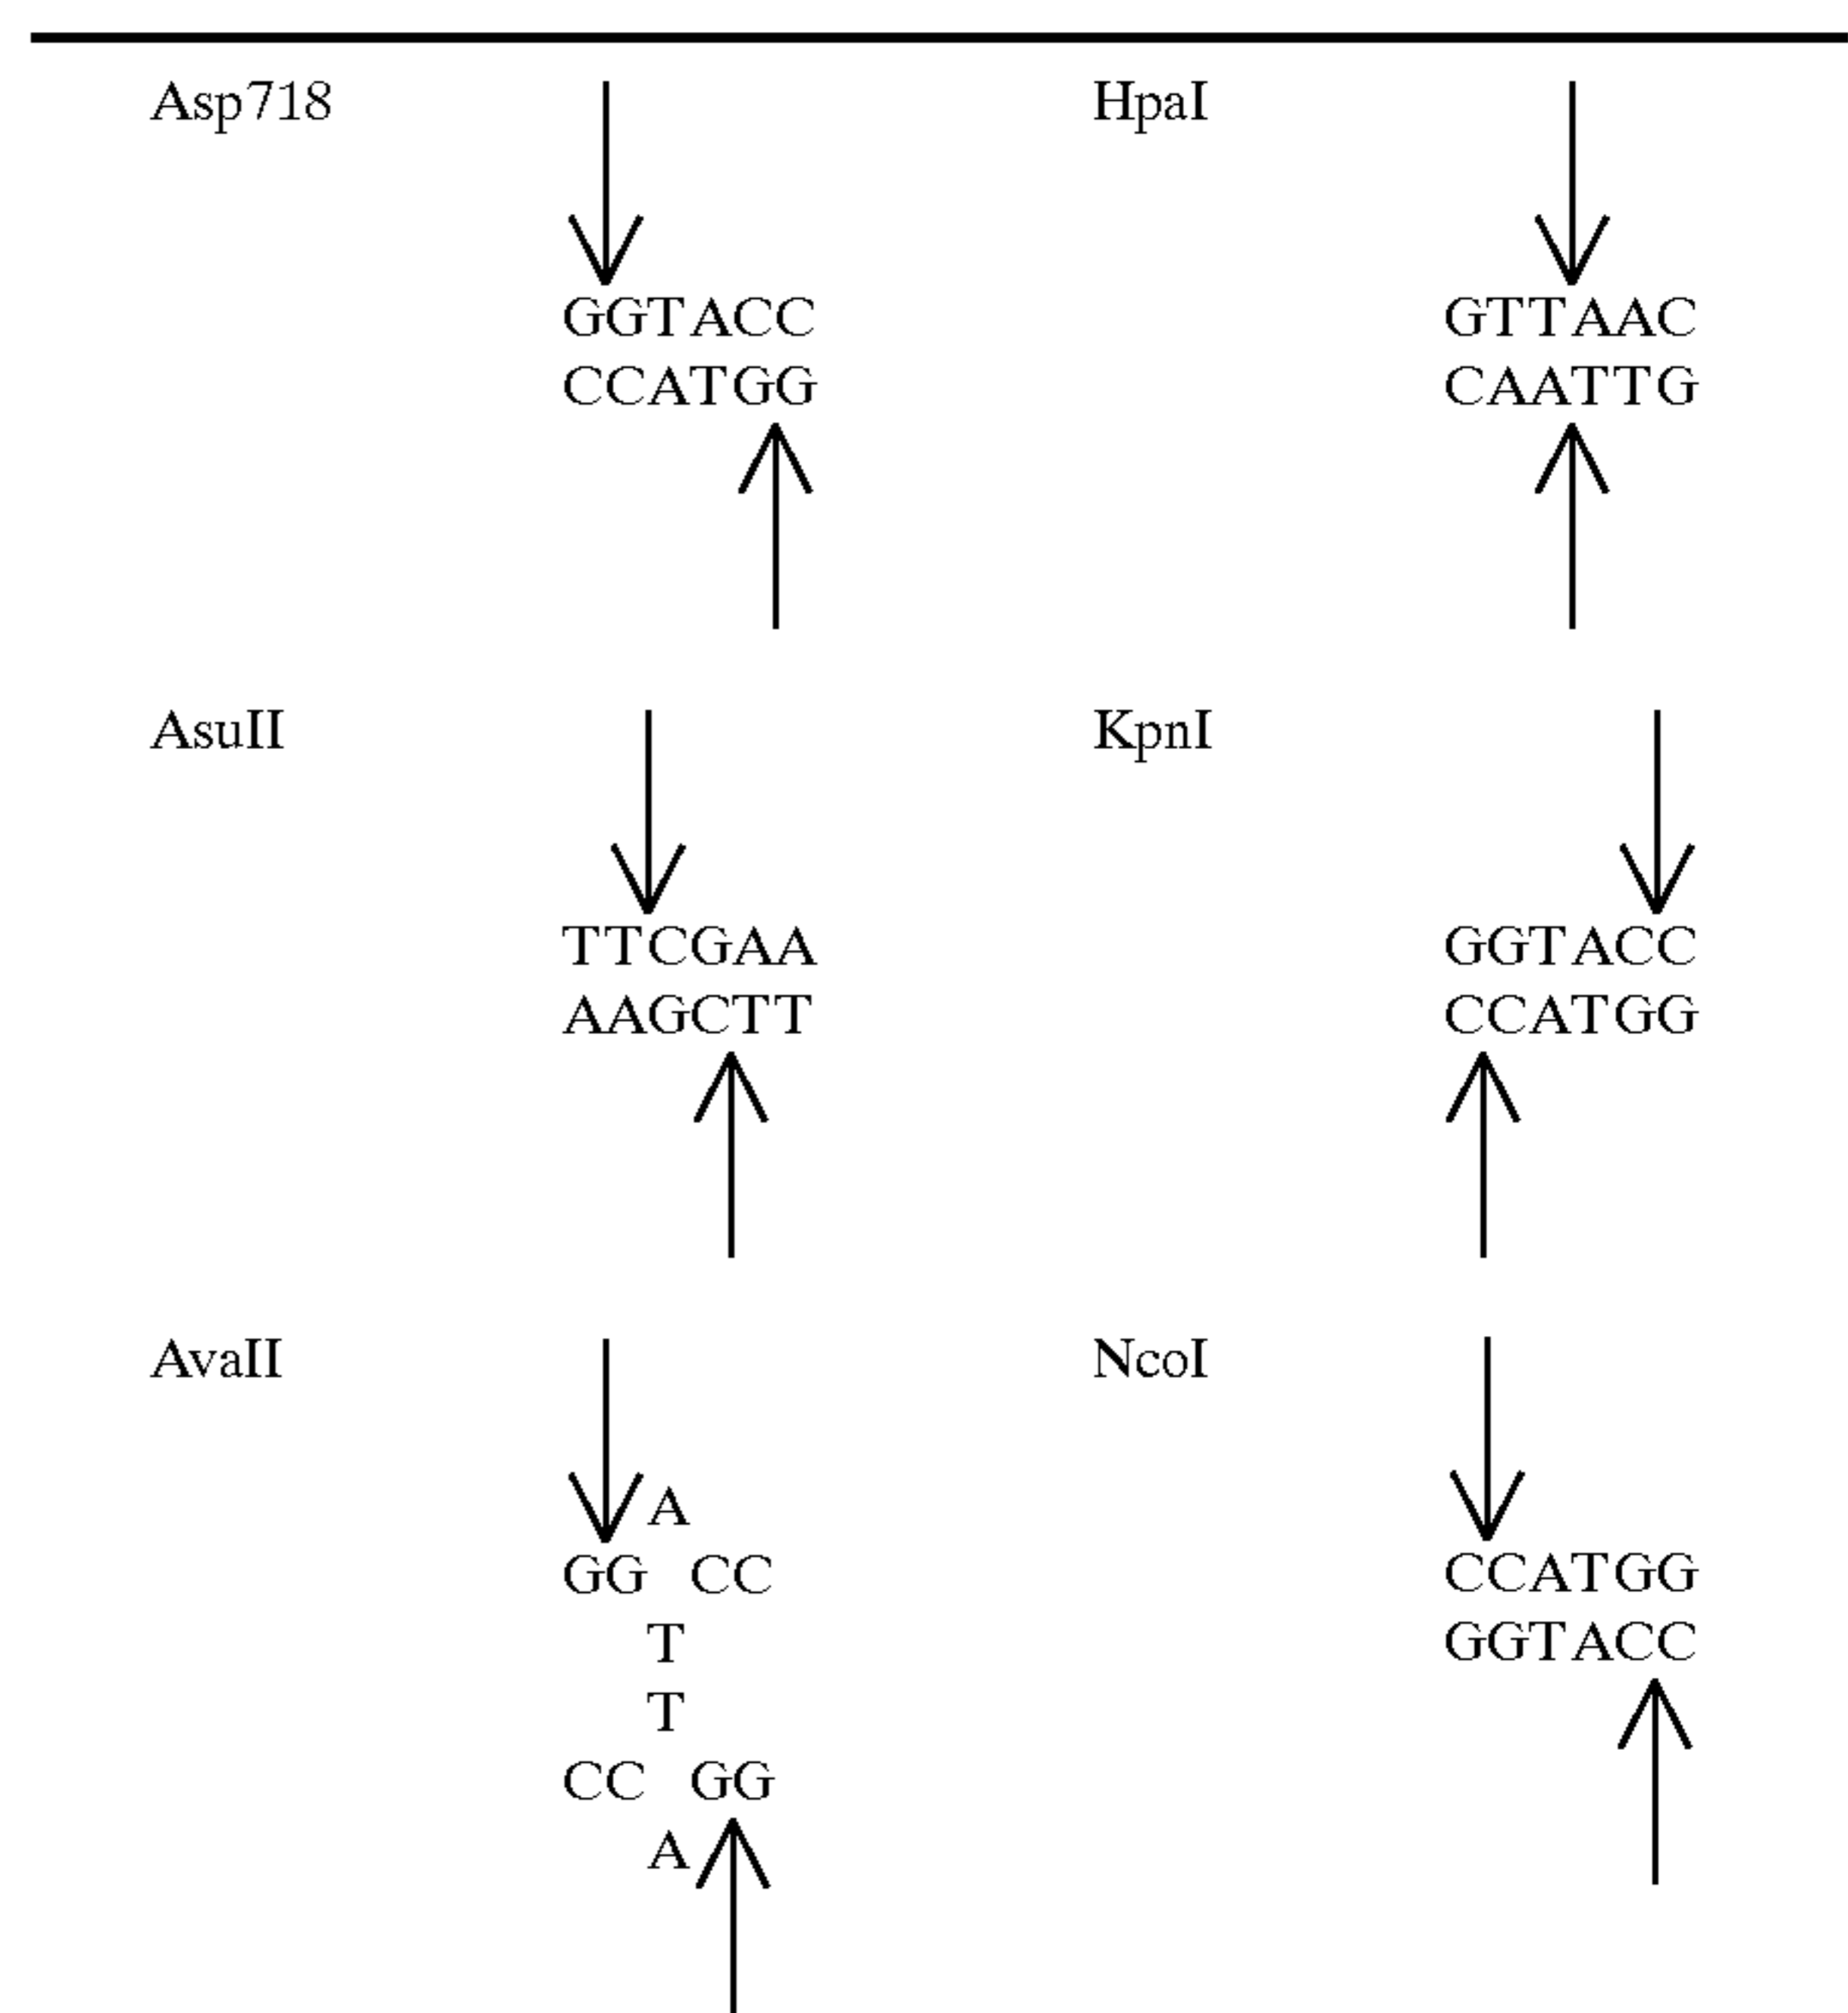 Asp718
GGTACC
CCATGG
HpaI
GTTAAC
CAATTG
AsuII
TTCGAA
AAGCTT
KpnI
GGTACC
CCATGG
AvaII
A
GG CC
T
T
CC GG
A
NcoI
CCATGG
GGTACC